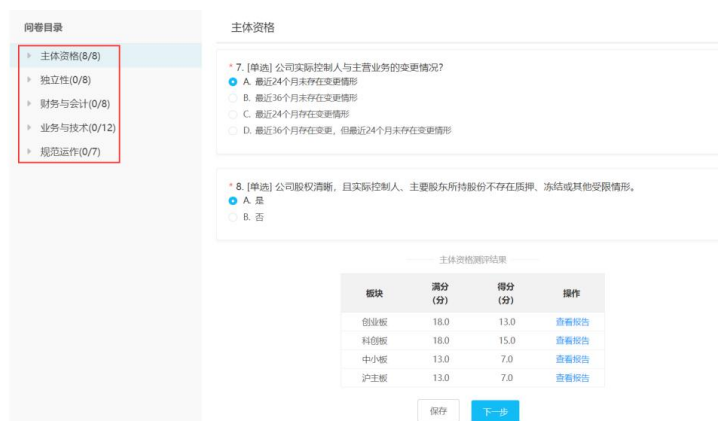 问卷目录
主体资格(8/8)
独立性(0/8)
财务与会计(0/8)
业务与技术(0/12)
规范运作(0/7)
主体资格
* 7. [单选] 公司实际控制人与主营业务的变更情况?
A. 最近24个月未存在变更情形
B. 最近36个月未存在变更情形
C. 最近24个月存在变更情形
D. 最近36个月存在变更，但最近24个月未存在变更情形
* 8. [单选] 公司股权清晰，且实际控制人、主要股东所持股份不存在质押、冻结或其他受限情形。
A. 是
B. 否
主体资格测评结果
板块 满分(分) 得分(分) 操作
创业板 18.0 13.0 查看报告
科创板 18.0 15.0 查看报告
中小板 13.0 7.0 查看报告
沪主板 13.0 7.0 查看报告
保存 下一步